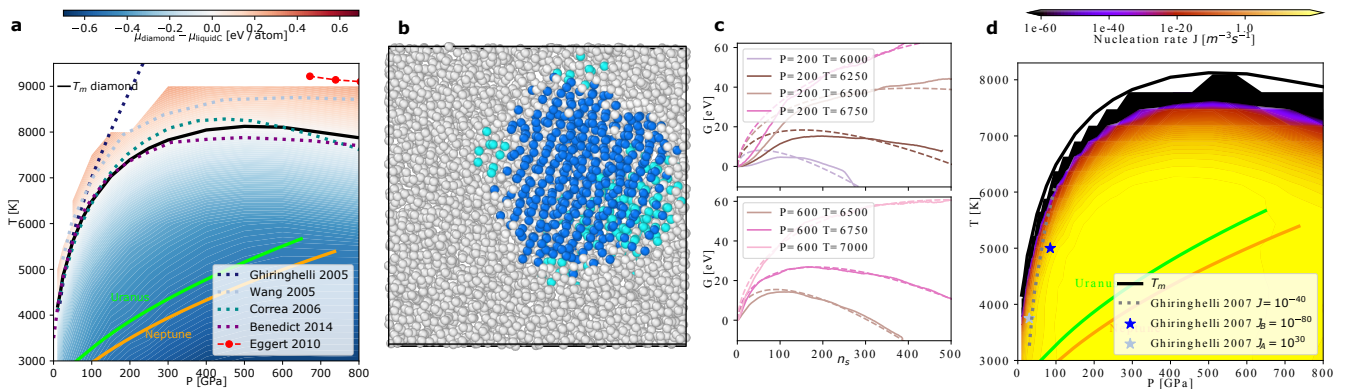 a
−0.6 −0.4 −0.2 0.0 0.2 0.4 0.6
μdiamond − μliquidC [eV / atom]
T [K]
9000
8000
7000
6000
5000
4000
3000
Tm diamond
Uranus
Neptune
Ghiringhelli 2005
Wang 2005
Correa 2006
Benedict 2014
Eggert 2010
0 100 200 300 400 500 600 700 800
P [GPa]
b
c
G [eV]
60
40
20
0
P=200 T=6000
P=200 T=6250
P=200 T=6500
P=200 T=6750
G [eV]
60
40
20
0
P=600 T=6500
P=600 T=6750
P=600 T=7000
0 100 200 300 400 500
ns
d
1e-60 1e-40 1e-20 1.0
Nucleation rate J [m⁻³s⁻¹]
T [K]
8000
7000
6000
5000
4000
3000
Uranu
Tm
Ghiringhelli 2007 J = 10⁻⁴⁰
Ghiringhelli 2007 JB = 10⁻⁸⁰
Ghiringhelli 2007 JA = 10³⁰
0 100 200 300 400 500 600 700 800
P [GPa]